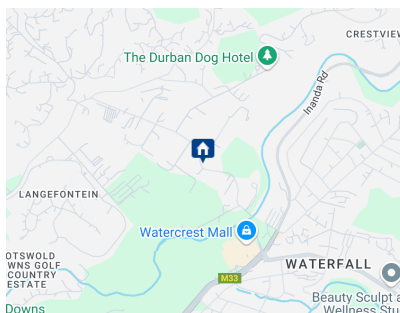 CRESTVIEW
The Durban Dog Hotel
Inanda Rd
LANGEFONTEIN
Watercrest Mall
OTSWOLD
WNS GOLF
COUNTRY
ESTATE
M33
WATERFALL
Downs
Beauty Sculpt a
Wellness Stu